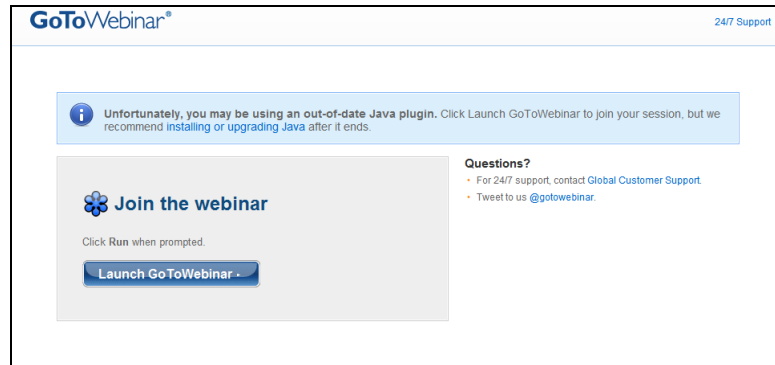 GoToWebinar®
24/7 Support
Unfortunately, you may be using an out-of-date Java plugin. Click Launch GoToWebinar to join your session, but we
recommend installing or upgrading Java after it ends.
Join the webinar
Click Run when prompted.
Launch GoToWebinar
Questions?
• For 24/7 support, contact Global Customer Support.
• Tweet to us @gotowebinar.